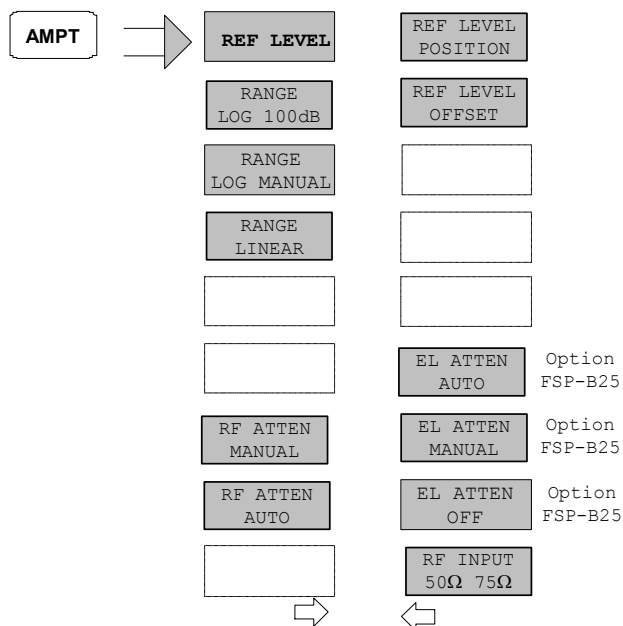 AMPT
REF LEVEL
RANGE
LOG 100dB
RANGE
LOG MANUAL
RANGE
LINEAR
RF ATTEN
MANUAL
RF ATTEN
AUTO
REF LEVEL
POSITION
REF LEVEL
OFFSET
EL ATTEN
AUTO
Option
FSP-B25
EL ATTEN
MANUAL
Option
FSP-B25
EL ATTEN
OFF
Option
FSP-B25
RF INPUT
50Ω 75Ω